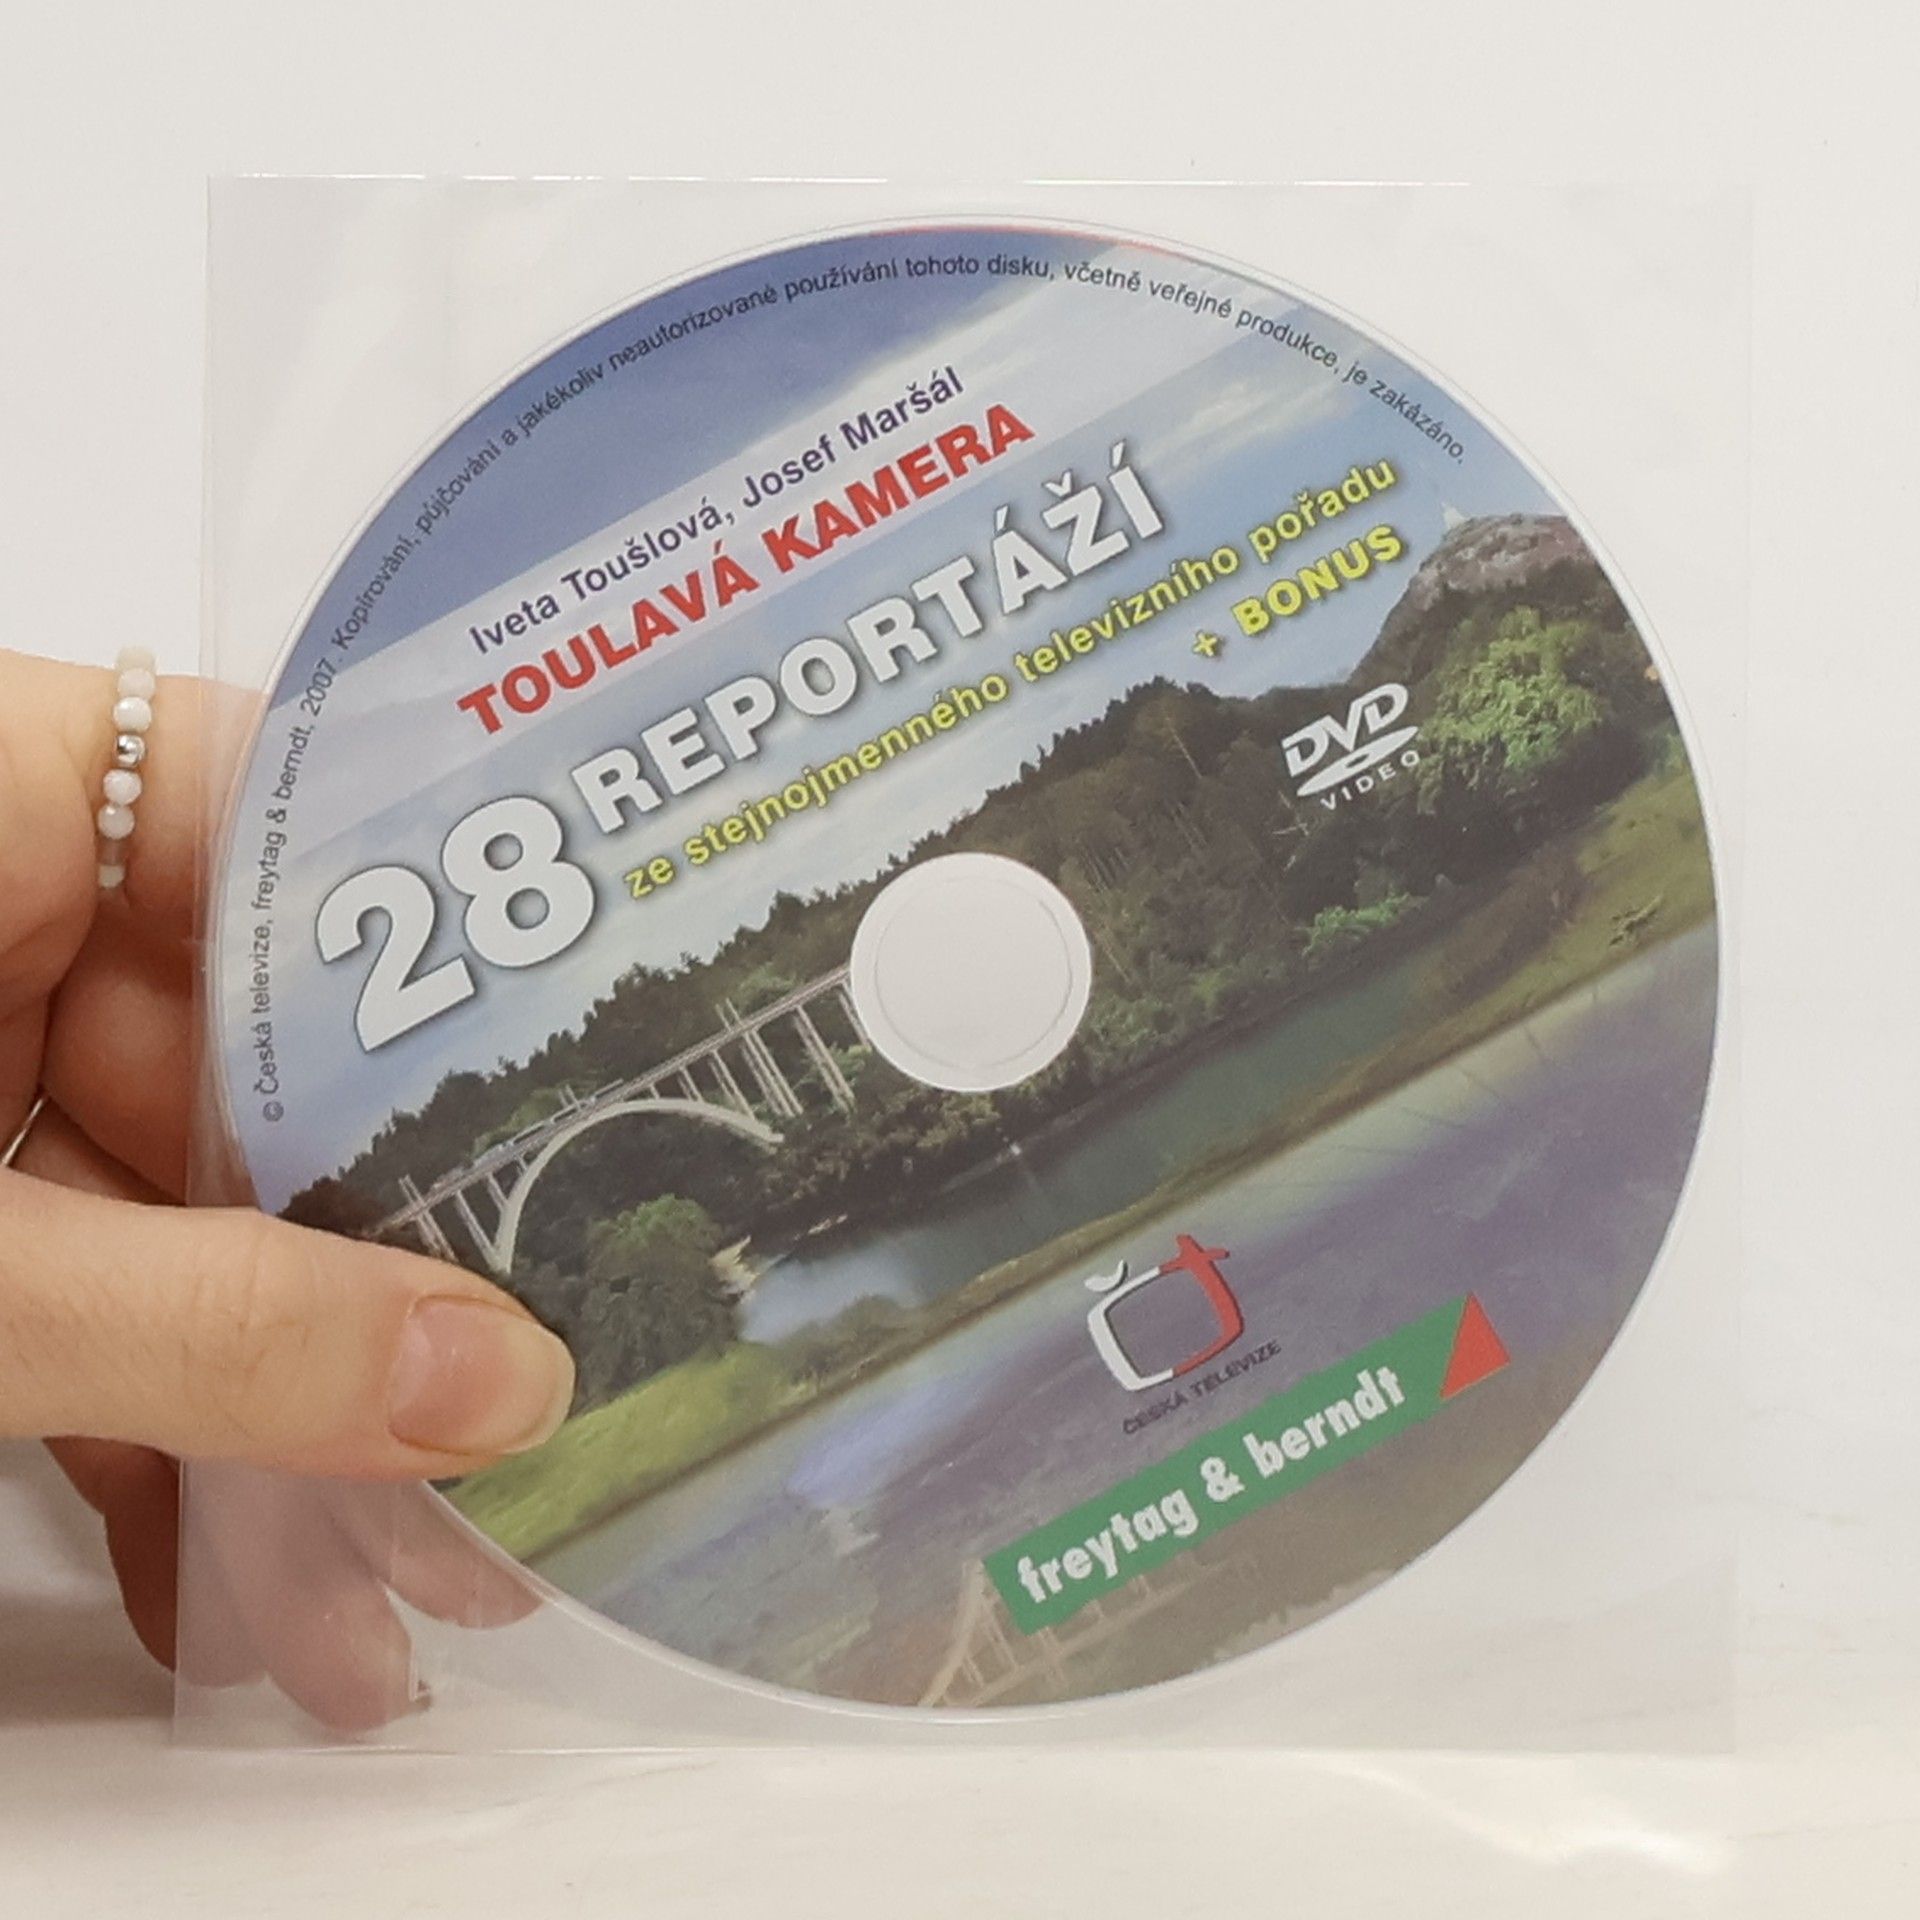 © Česká televize, freytag & berndt, 2007. Kopírování, půjčování a jakékoliv neautorizované používání tohoto disku, včetně veřejné produkce, je zakázáno.
Iveta Toušlová, Josef Maršál
TOULAVÁ KAMERA
28 REPORTÁŽÍ
ze stejnojmenného televizního pořadu
+ BONUS
DVD
VIDEO
ČESKÁ TELEVIZE
freytag & berndt